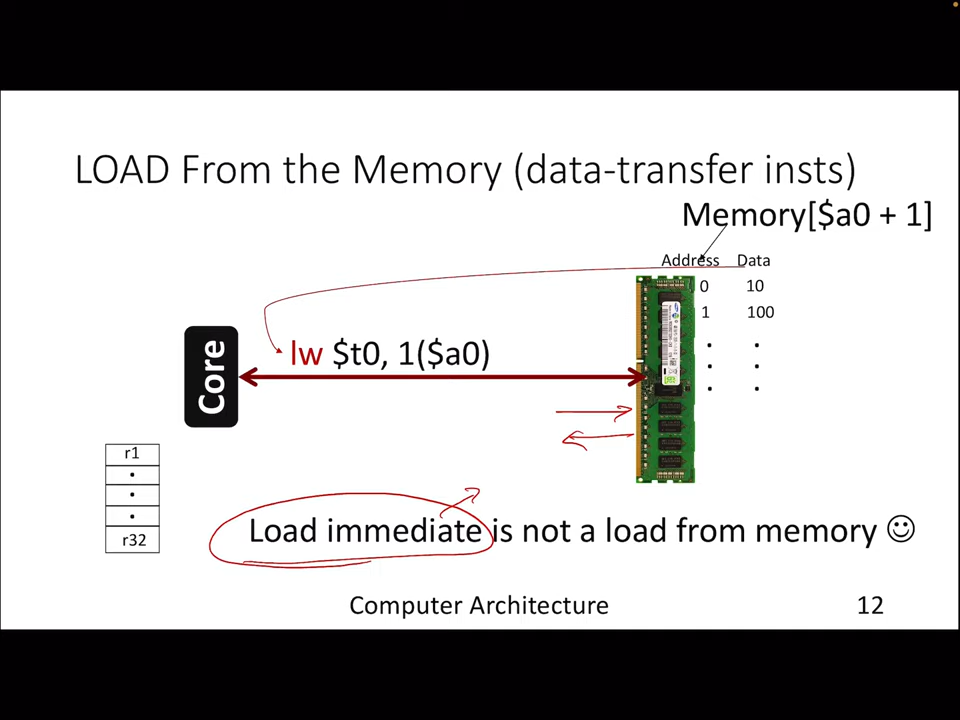 LOAD From the Memory (data-transfer insts)
Memory[$a0 + 1]
Address Data
0 10
1 100
lw $t0, 1($a0)
Core
r1
r32
Load immediate is not a load from memory ☺
Computer Architecture 12